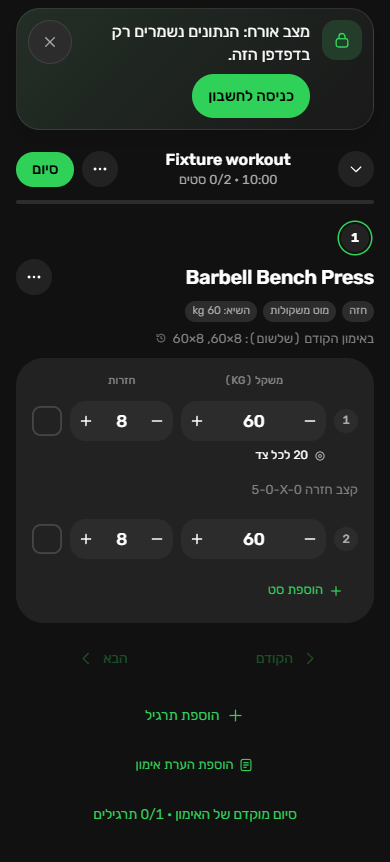 מצב אורח: הנתונים נשמרים רק
בדפדפן הזה.
כניסה לחשבון
Fixture workout
10:00 • 0/2 סטים
סיום
1
Barbell Bench Press
חזה
מוט משקולות
השיא: 60 kg
באימון הקודם (שלשום): 60×8, 60×8
משקל (KG)
חזרות
1
− 60 +
− 8 +
20 לכל צד
קצב חזרה 5-0-X-0
2
− 60 +
− 8 +
+ הוספת סט
הקודם
הבא
+ הוספת תרגיל
הוספת הערת אימון
סיום מוקדם של האימון • 0/1 תרגילים